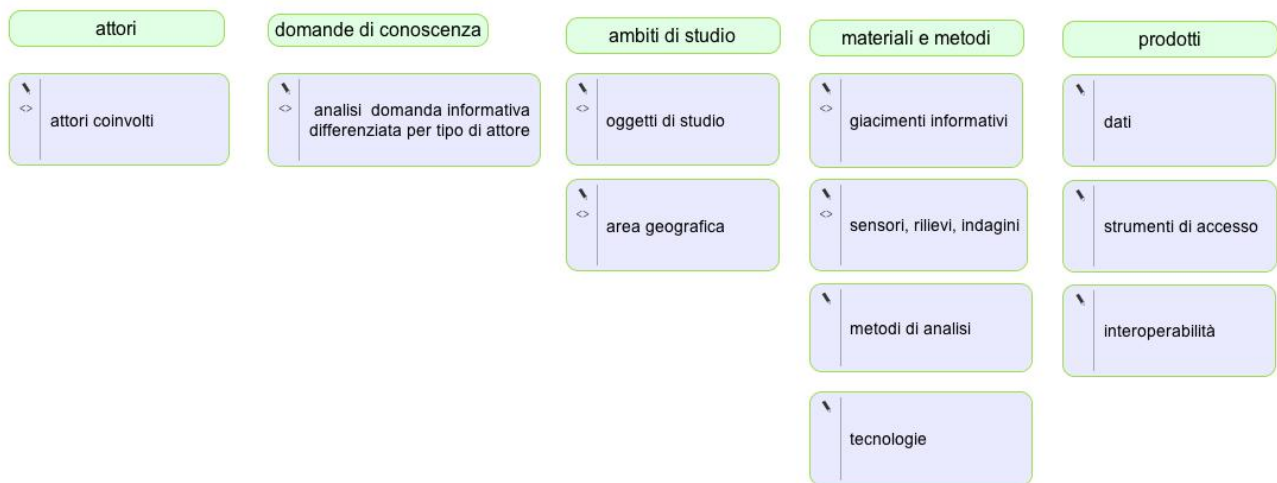 attori
domande di conoscenza
ambiti di studio
materiali e metodi
prodotti
<>
attori coinvolti
<>
analisi domanda informativa
differenziata per tipo di attore
<>
oggetti di studio
<>
giacimenti informativi
dati
<>
area geografica
<>
sensori, rilievi, indagini
strumenti di accesso
metodi di analisi
interoperabilità
tecnologie